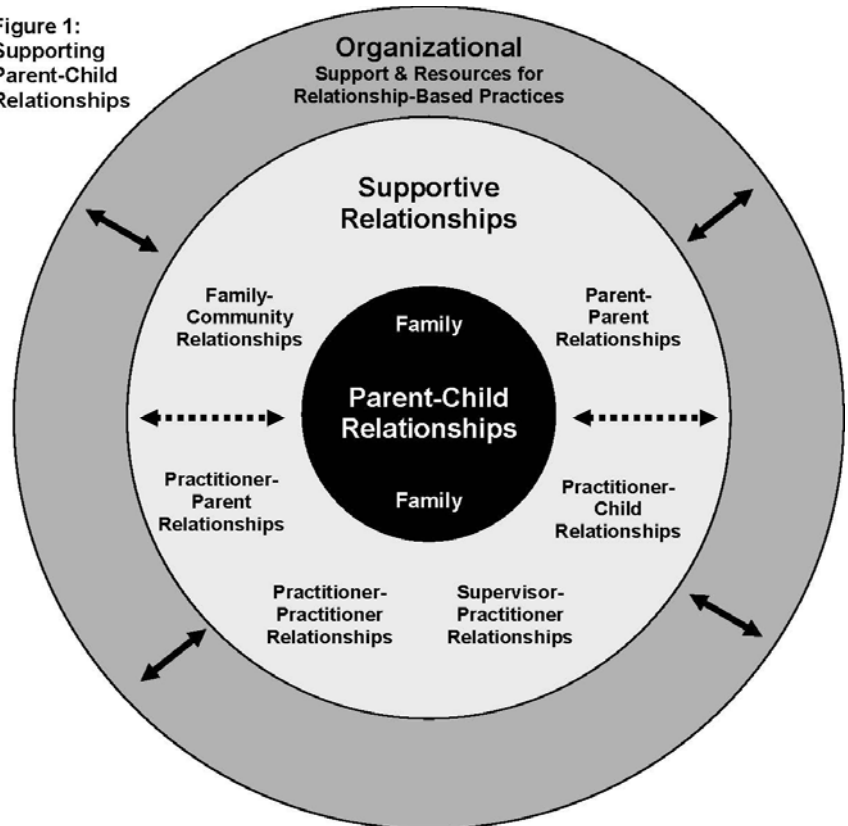 Figure 1:
Supporting
Parent-Child
Relationships
Organizational
Support & Resources for
Relationship-Based Practices
Supportive
Relationships
Family-
Community
Relationships
Parent-
Parent
Relationships
Family
Parent-Child
Relationships
Family
Practitioner-
Parent
Relationships
Practitioner-
Child
Relationships
Practitioner-
Practitioner
Relationships
Supervisor-
Practitioner
Relationships